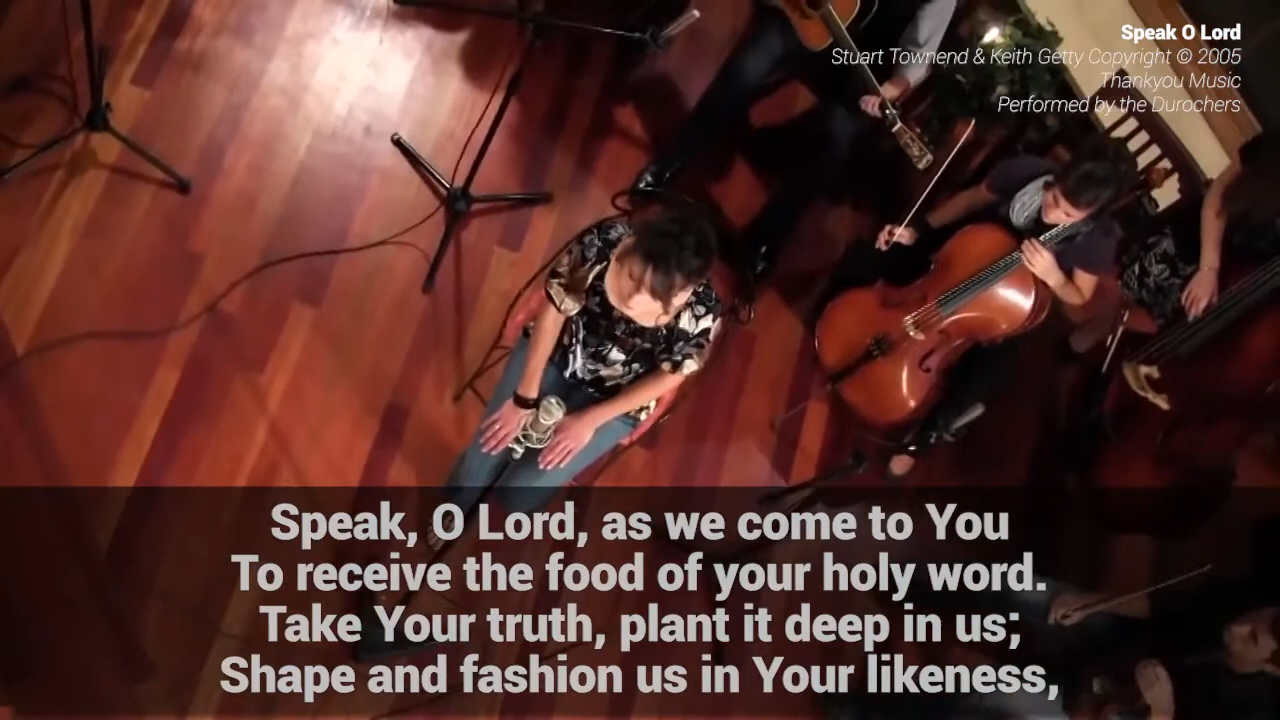 Speak O Lord
Stuart Townend & Keith Getty Copyright © 2005
Thankyou Music
Performed by the Durochers
Speak, O Lord, as we come to You
To receive the food of your holy word.
Take Your truth, plant it deep in us;
Shape and fashion us in Your likeness,